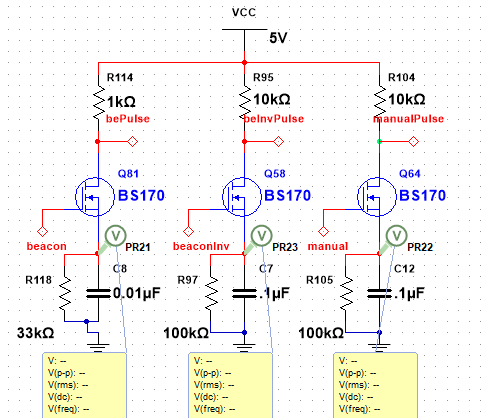 VCC
5V
R114
1kΩ
bePulse
R95
10kΩ
beInvPulse
R104
10kΩ
manualPulse
Q81
BS170
Q58
BS170
Q64
BS170
beacon
PR21
beaconInv
PR23
manual
PR22
R118
C8
0.01µF
33kΩ
R97
C7
.1µF
100kΩ
R105
C12
.1µF
100kΩ
V: --
V(p-p): --
V(rms): --
V(dc): --
V(freq): --
V: --
V(p-p): --
V(rms): --
V(dc): --
V(freq): --
V: --
V(p-p): --
V(rms): --
V(dc): --
V(freq): --